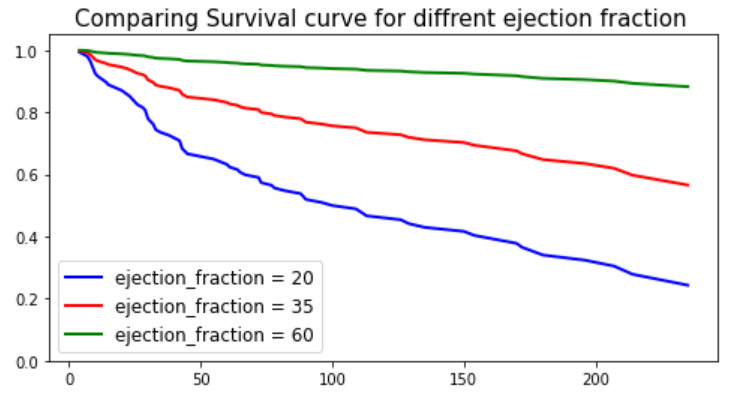 Comparing Survival curve for diffrent ejection fraction
1.0
0.8
0.6
0.4
0.2
0.0
ejection_fraction = 20
ejection_fraction = 35
ejection_fraction = 60
0 50 100 150 200